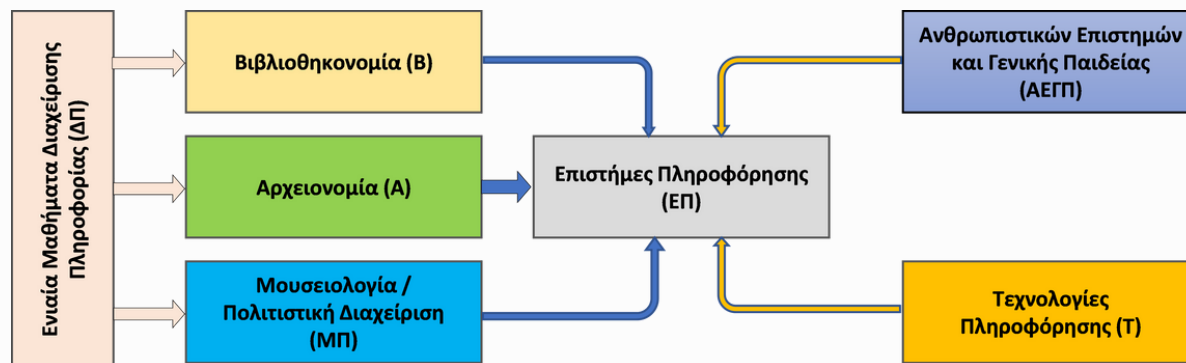 Ενιαία Μαθήματα Διαχείρισης
Πληροφορίας (ΔΠ)
Βιβλιοθηκονομία (Β)
Αρχειονομία (Α)
Μουσειολογία /
Πολιτιστική Διαχείριση
(ΜΠ)
Επιστήμες Πληροφόρησης
(ΕΠ)
Ανθρωπιστικών Επιστημών
και Γενικής Παιδείας
(ΑΕΓΠ)
Τεχνολογίες
Πληροφόρησης (Τ)